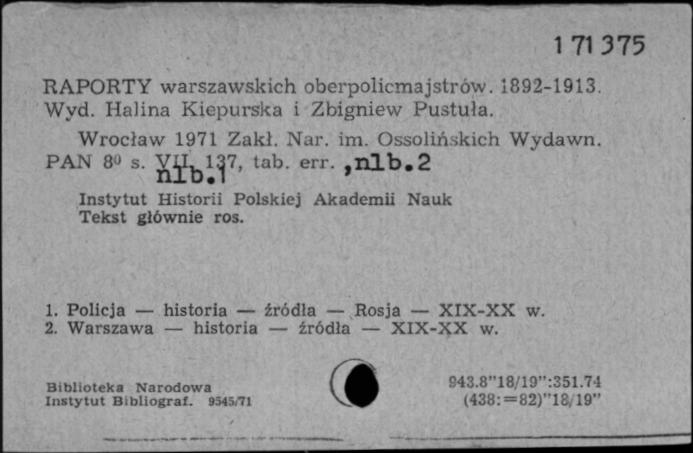 1 71 375
RAPORTY warszawskich oberpolicmajstrów. 1892-1913.
Wyd. Halina Kiepurska i Zbigniew Pustuła.
Wrocław 1971 Zakł. Nar. im. Ossolińskich Wydawn.
PAN 8⁰ s. VII, 137, tab. err. ,nlb.2
nlb.1
Instytut Historii Polskiej Akademii Nauk
Tekst głównie ros.
1. Policja — historia — źródła — Rosja — XIX-XX w.
2. Warszawa — historia — źródła — XIX-XX w.
Biblioteka Narodowa
Instytut Bibliograf. 9545/71
943.8"18/19":351.74
(438:=82)"18/19"